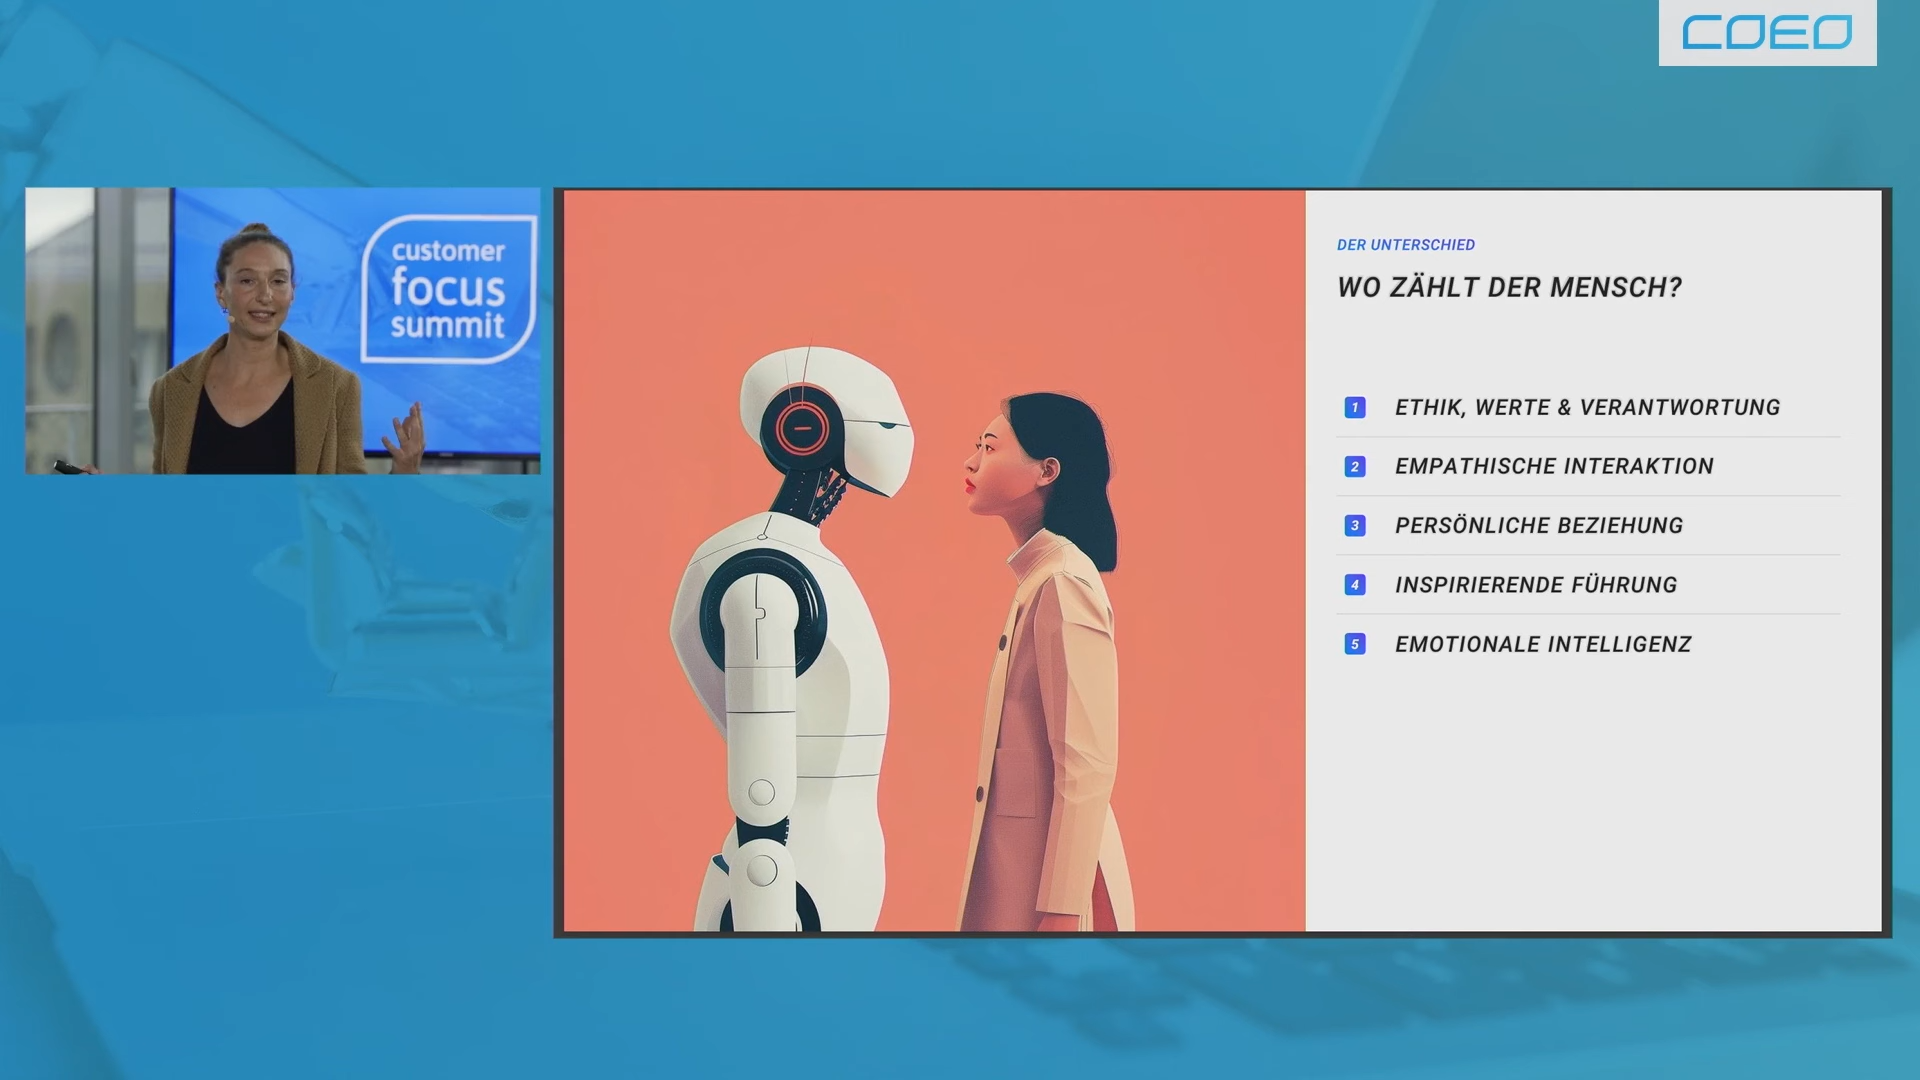 COEO
customer
focus
summit
DER UNTERSCHIED
WO ZÄHLT DER MENSCH?
1 ETHIK, WERTE & VERANTWORTUNG
2 EMPATHISCHE INTERAKTION
3 PERSÖNLICHE BEZIEHUNG
4 INSPIRIERENDE FÜHRUNG
5 EMOTIONALE INTELLIGENZ